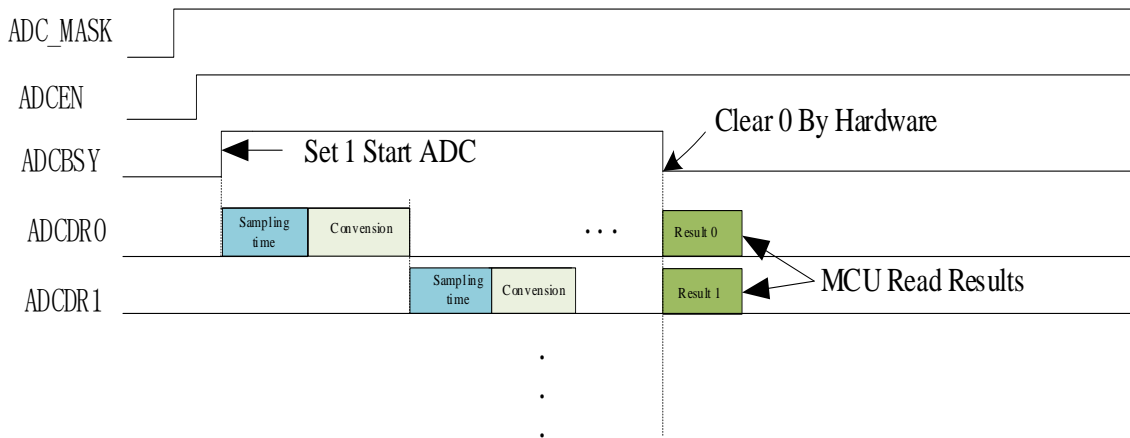 ADC_MASK
ADCEN
Clear 0 By Hardware
ADCBSY
Set 1 Start ADC
ADCDR0
Sampling
time
Convension
...
Result 0
ADCDR1
Sampling
time
Convension
Result 1
MCU Read Results
.
.
.